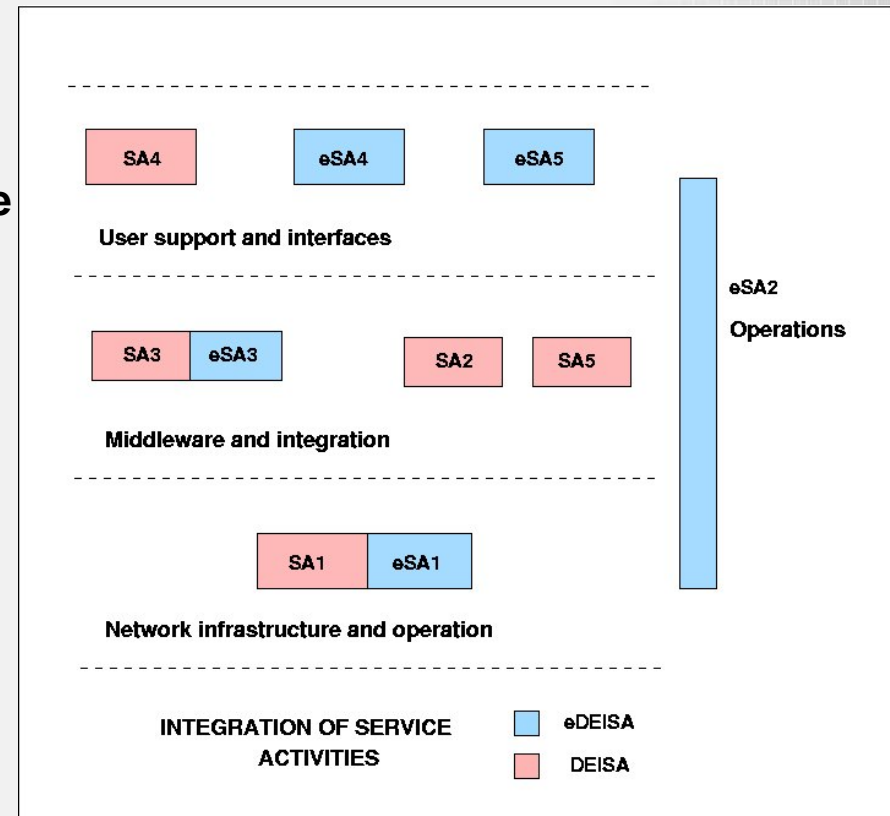 e
SA4 eSA4 eSA5
User support and interfaces
eSA2
Operations
SA3 eSA3 SA2 SA5
Middleware and integration
SA1 eSA1
Network infrastructure and operation
INTEGRATION OF SERVICE
ACTIVITIES
eDEISA
DEISA